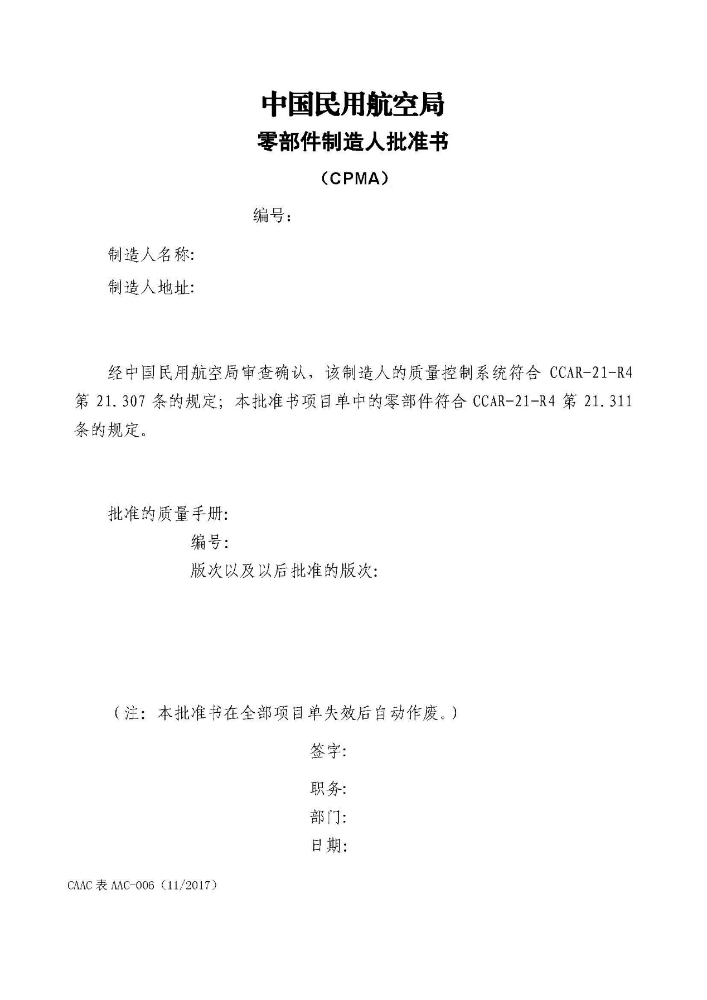 中国民用航空局
零部件制造人批准书
（CPMA）
编号：
制造人名称:
制造人地址:
经中国民用航空局审查确认，该制造人的质量控制系统符合 CCAR-21-R4
第 21.307 条的规定；本批准书项目单中的零部件符合 CCAR-21-R4 第 21.311
条的规定。
批准的质量手册:
编号:
版次以及以后批准的版次:
（注：本批准书在全部项目单失效后自动作废。）
签字:
职务:
部门:
日期:
CAAC 表 AAC-006（11/2017）